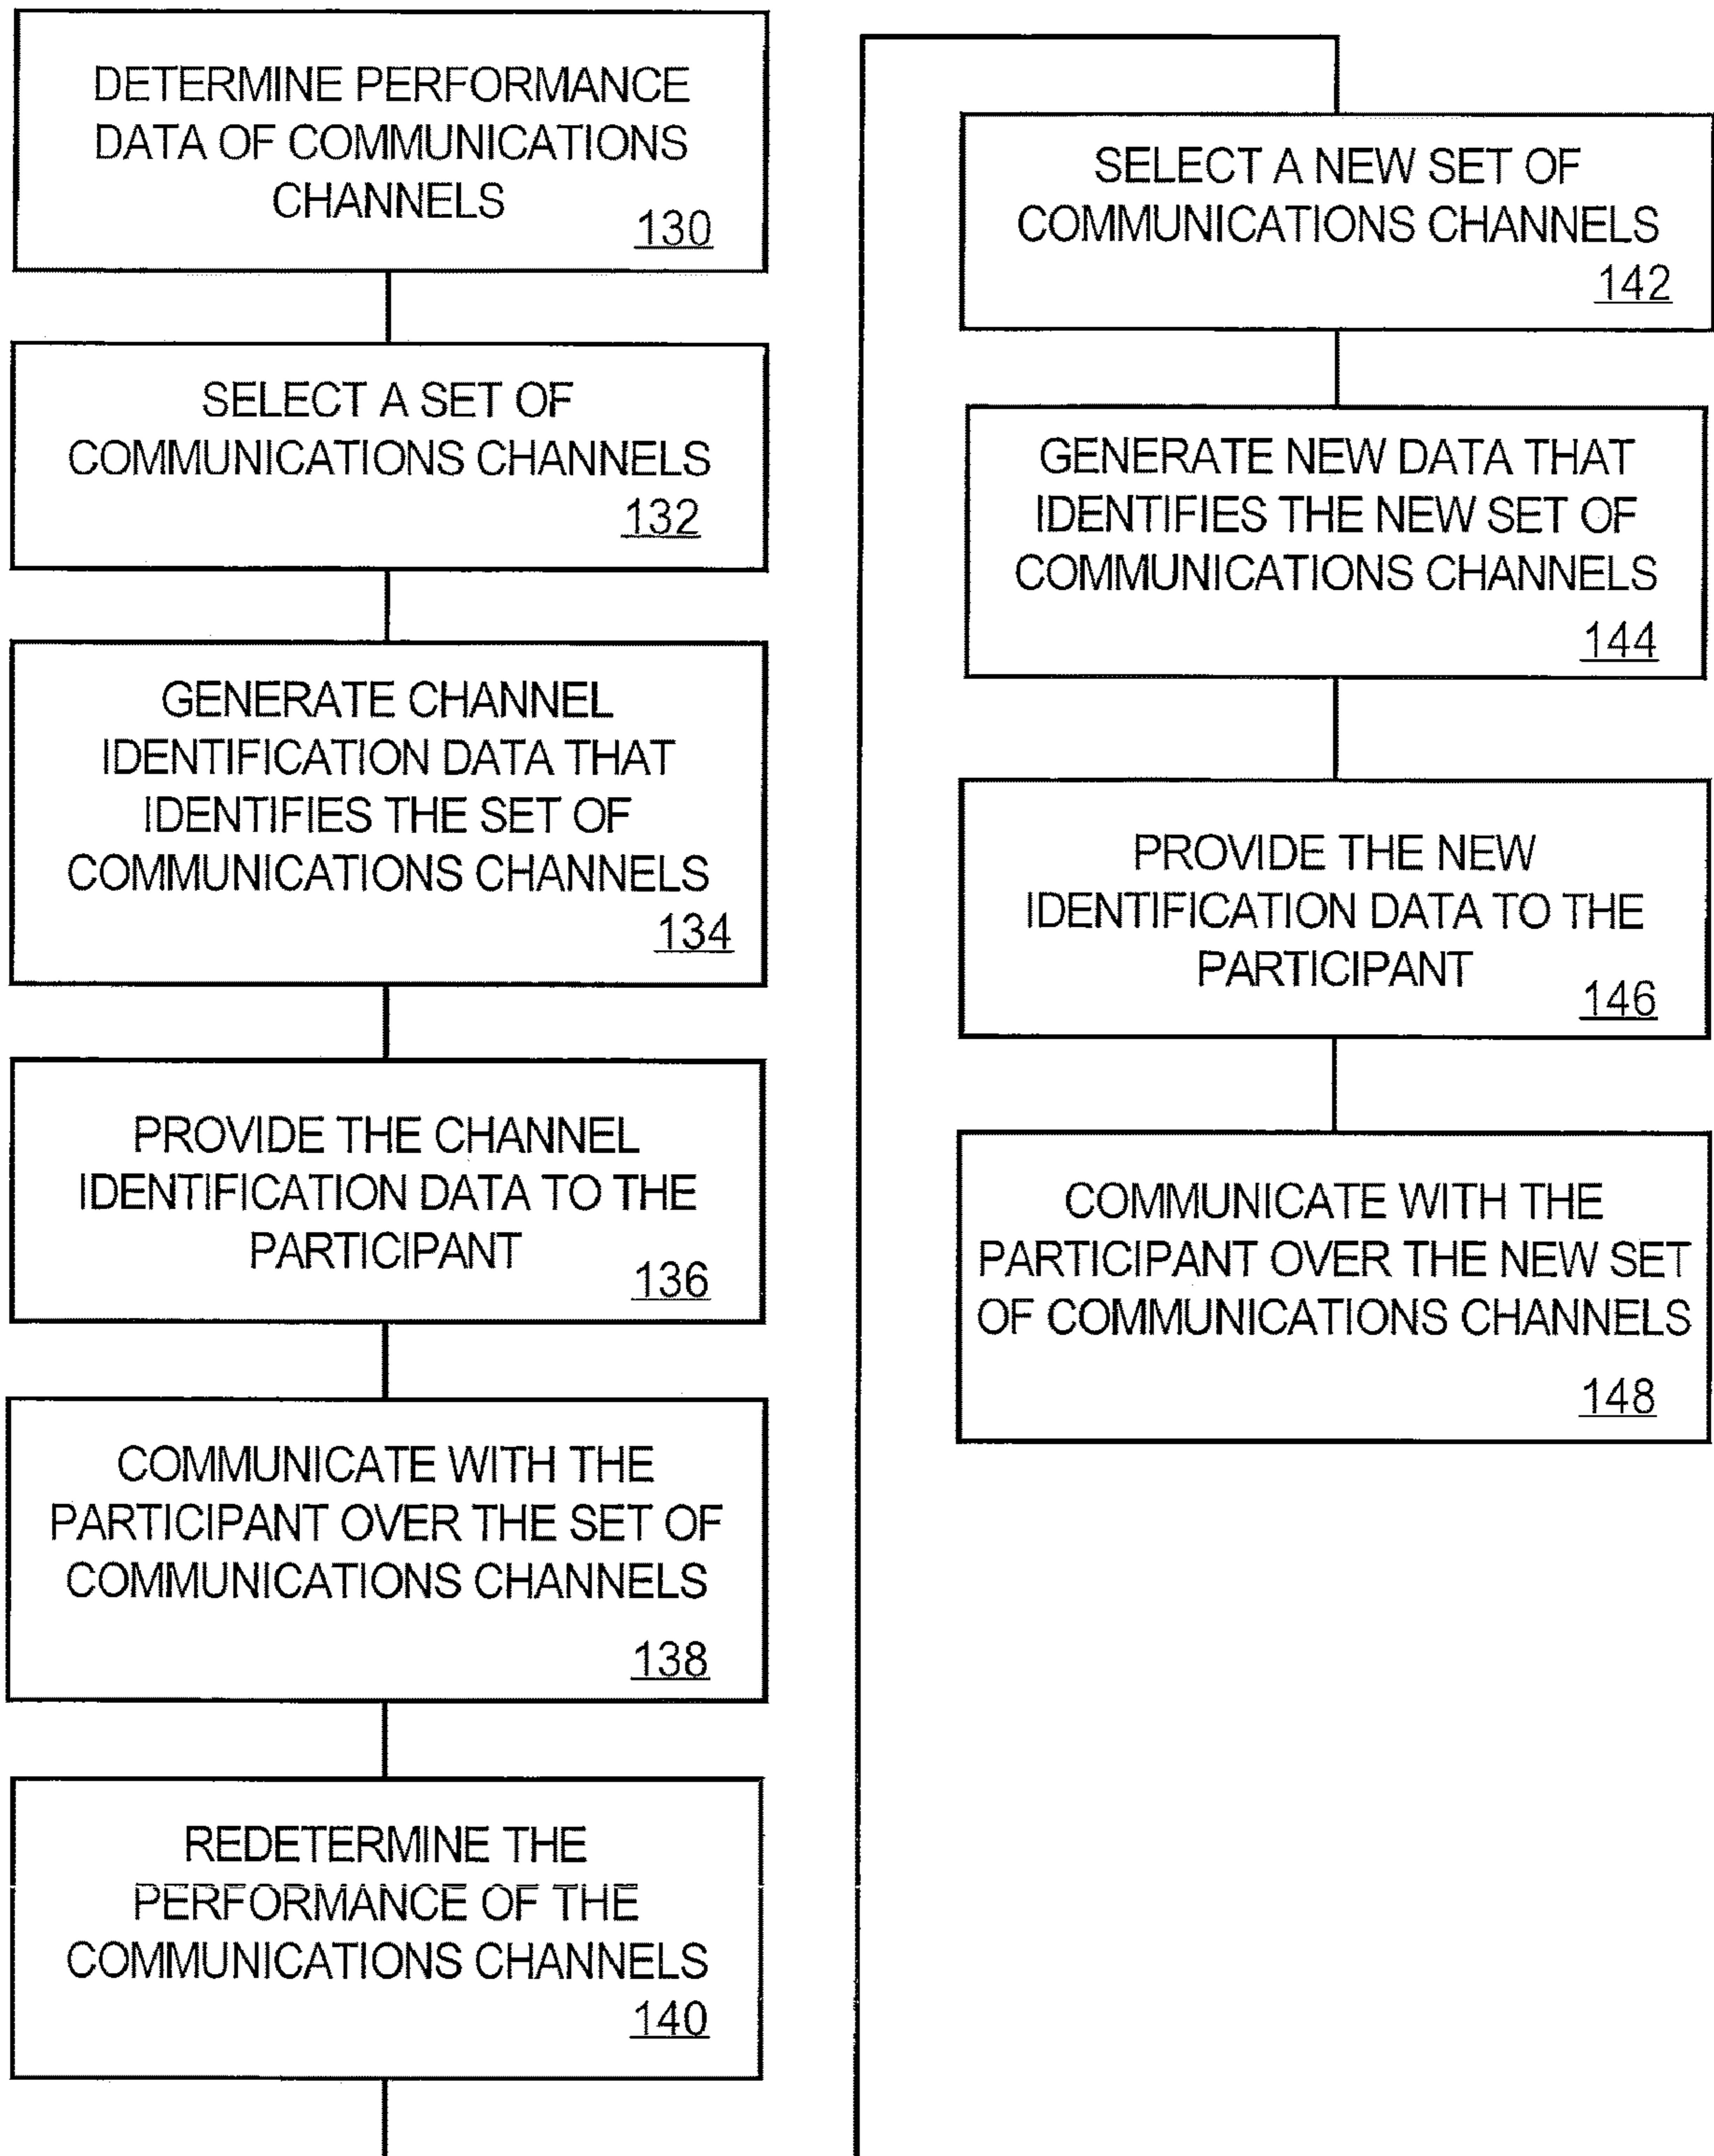 DETERMINE PERFORMANCE
DATA OF COMMUNICATIONS
CHANNELS
130
SELECT A SET OF
COMMUNICATIONS CHANNELS
132
GENERATE CHANNEL
IDENTIFICATION DATA THAT
IDENTIFIES THE SET OF
COMMUNICATIONS CHANNELS
134
PROVIDE THE CHANNEL
IDENTIFICATION DATA TO THE
PARTICIPANT
136
COMMUNICATE WITH THE
PARTICIPANT OVER THE SET OF
COMMUNICATIONS CHANNELS
138
REDETERMINE THE
PERFORMANCE OF THE
COMMUNICATIONS CHANNELS
140
SELECT A NEW SET OF
COMMUNICATIONS CHANNELS
142
GENERATE NEW DATA THAT
IDENTIFIES THE NEW SET OF
COMMUNICATIONS CHANNELS
144
PROVIDE THE NEW
IDENTIFICATION DATA TO THE
PARTICIPANT
146
COMMUNICATE WITH THE
PARTICIPANT OVER THE NEW SET
OF COMMUNICATIONS CHANNELS
148